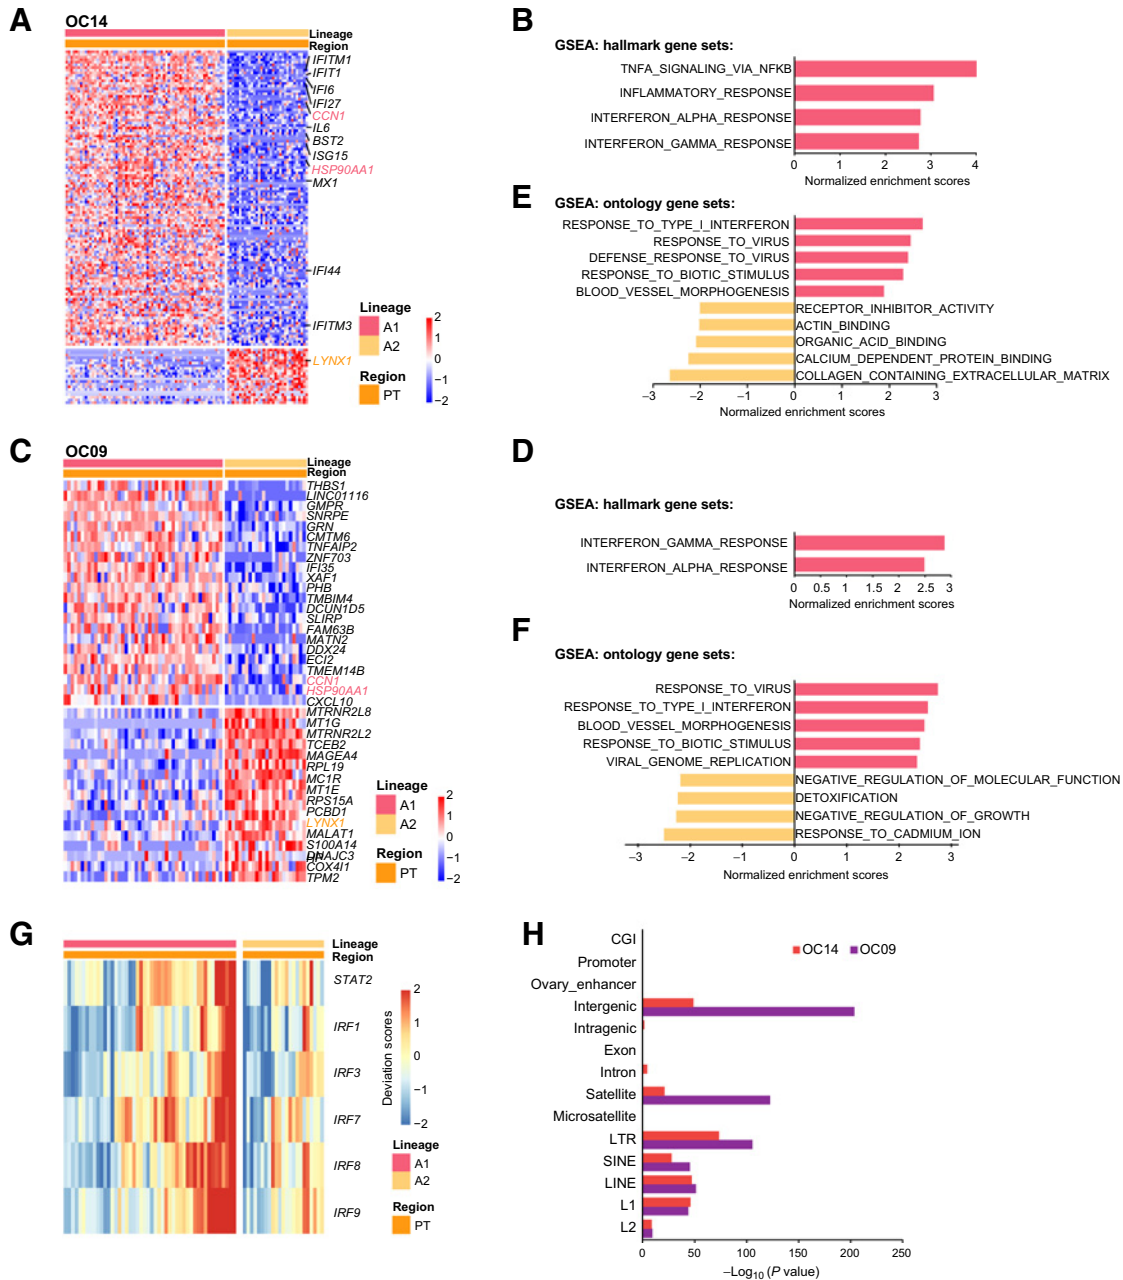 A
OC14
Lineage
Region
IFITM1
IFIT1
IFI6
IFI27
CCN1
IL6
BST2
ISG15
HSP90AA1
MX1
IFI44
IFITM3
LYNX1
Lineage
A1
A2
Region
PT
2
1
0
−1
−2
B
GSEA: hallmark gene sets:
TNFA_SIGNALING_VIA_NFKB
INFLAMMATORY_RESPONSE
INTERFERON_ALPHA_RESPONSE
INTERFERON_GAMMA_RESPONSE
0 1 2 3 4
Normalized enrichment scores
E
GSEA: ontology gene sets:
RESPONSE_TO_TYPE_I_INTERFERON
RESPONSE_TO_VIRUS
DEFENSE_RESPONSE_TO_VIRUS
RESPONSE_TO_BIOTIC_STIMULUS
BLOOD_VESSEL_MORPHOGENESIS
RECEPTOR_INHIBITOR_ACTIVITY
ACTIN_BINDING
ORGANIC_ACID_BINDING
CALCIUM_DEPENDENT_PROTEIN_BINDING
COLLAGEN_CONTAINING_EXTRACELLULAR_MATRIX
−3 −2 −1 0 1 2 3
Normalized enrichment scores
C
OC09
Lineage
Region
THBS1
LINC01116
GMPR
SNRPE
GRN
CMTM6
TNFAIP2
ZNF703
IFI35
XAF1
PHB
TMBIM4
DCUN1D5
SLIRP
FAM63B
MATN2
DDX24
ECI2
TMEM14B
CCN1
HSP90AA1
CXCL10
MTRNR2L8
MT1G
MTRNR2L2
TCEB2
MAGEA4
RPL19
MC1R
MT1E
RPS15A
PCBD1
LYNX1
MALAT1
S100A14
DNAJC3
HP
COX4I1
TPM2
Lineage
A1
A2
Region
PT
2
1
0
−1
−2
D
GSEA: hallmark gene sets:
INTERFERON_GAMMA_RESPONSE
INTERFERON_ALPHA_RESPONSE
0 0.5 1 1.5 2 2.5 3
Normalized enrichment scores
F
GSEA: ontology gene sets:
RESPONSE_TO_VIRUS
RESPONSE_TO_TYPE_I_INTERFERON
BLOOD_VESSEL_MORPHOGENESIS
RESPONSE_TO_BIOTIC_STIMULUS
VIRAL_GENOME_REPLICATION
NEGATIVE_REGULATION_OF_MOLECULAR_FUNCTION
DETOXIFICATION
NEGATIVE_REGULATION_OF_GROWTH
RESPONSE_TO_CADMIUM_ION
−3 −2 −1 0 1 2 3
Normalized enrichment scores
G
Lineage
Region
STAT2
IRF1
IRF3
IRF7
IRF8
IRF9
Deviation scores
2
1
0
−1
−2
Lineage
A1
A2
Region
PT
H
OC14 OC09
CGI
Promoter
Ovary_enhancer
Intergenic
Intragenic
Exon
Intron
Satellite
Microsatellite
LTR
SINE
LINE
L1
L2
0 50 100 150 200 250
−Log10 (P value)